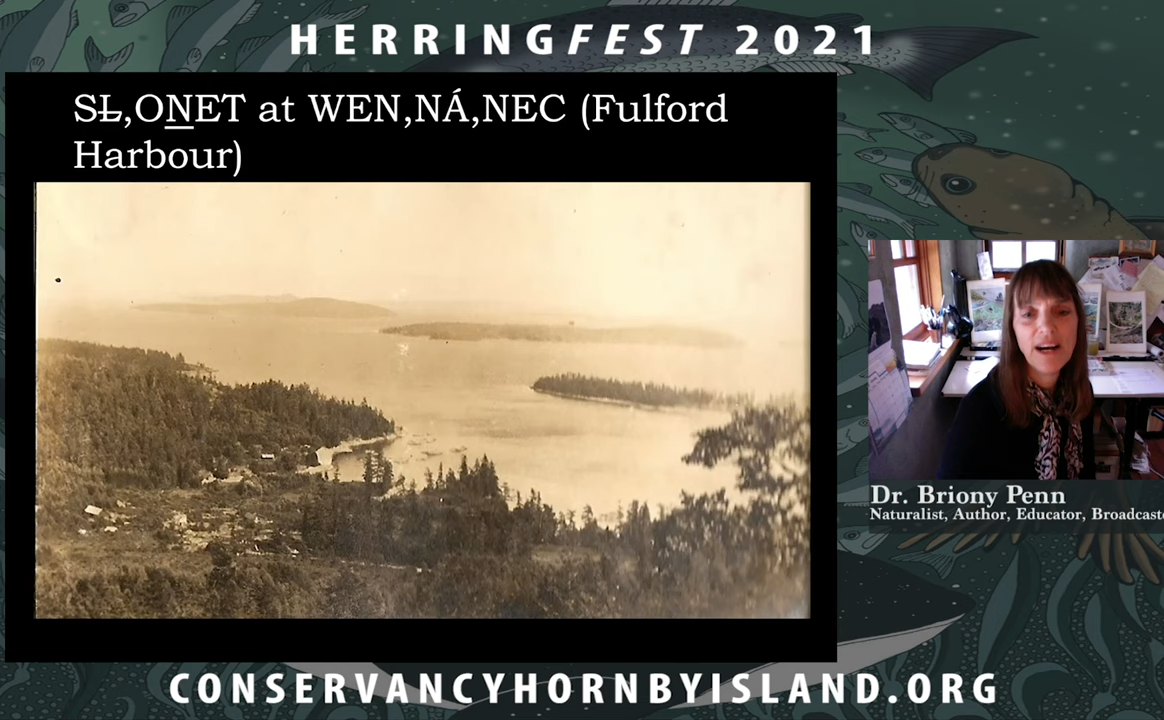 HERRINGFEST 2021
SȽ,OṈET at WEN,NÁ,NEC (Fulford
Harbour)
Dr. Briony Penn
Naturalist, Author, Educator, Broadcaste
CONSERVANCYHORNBYISLAND.ORG